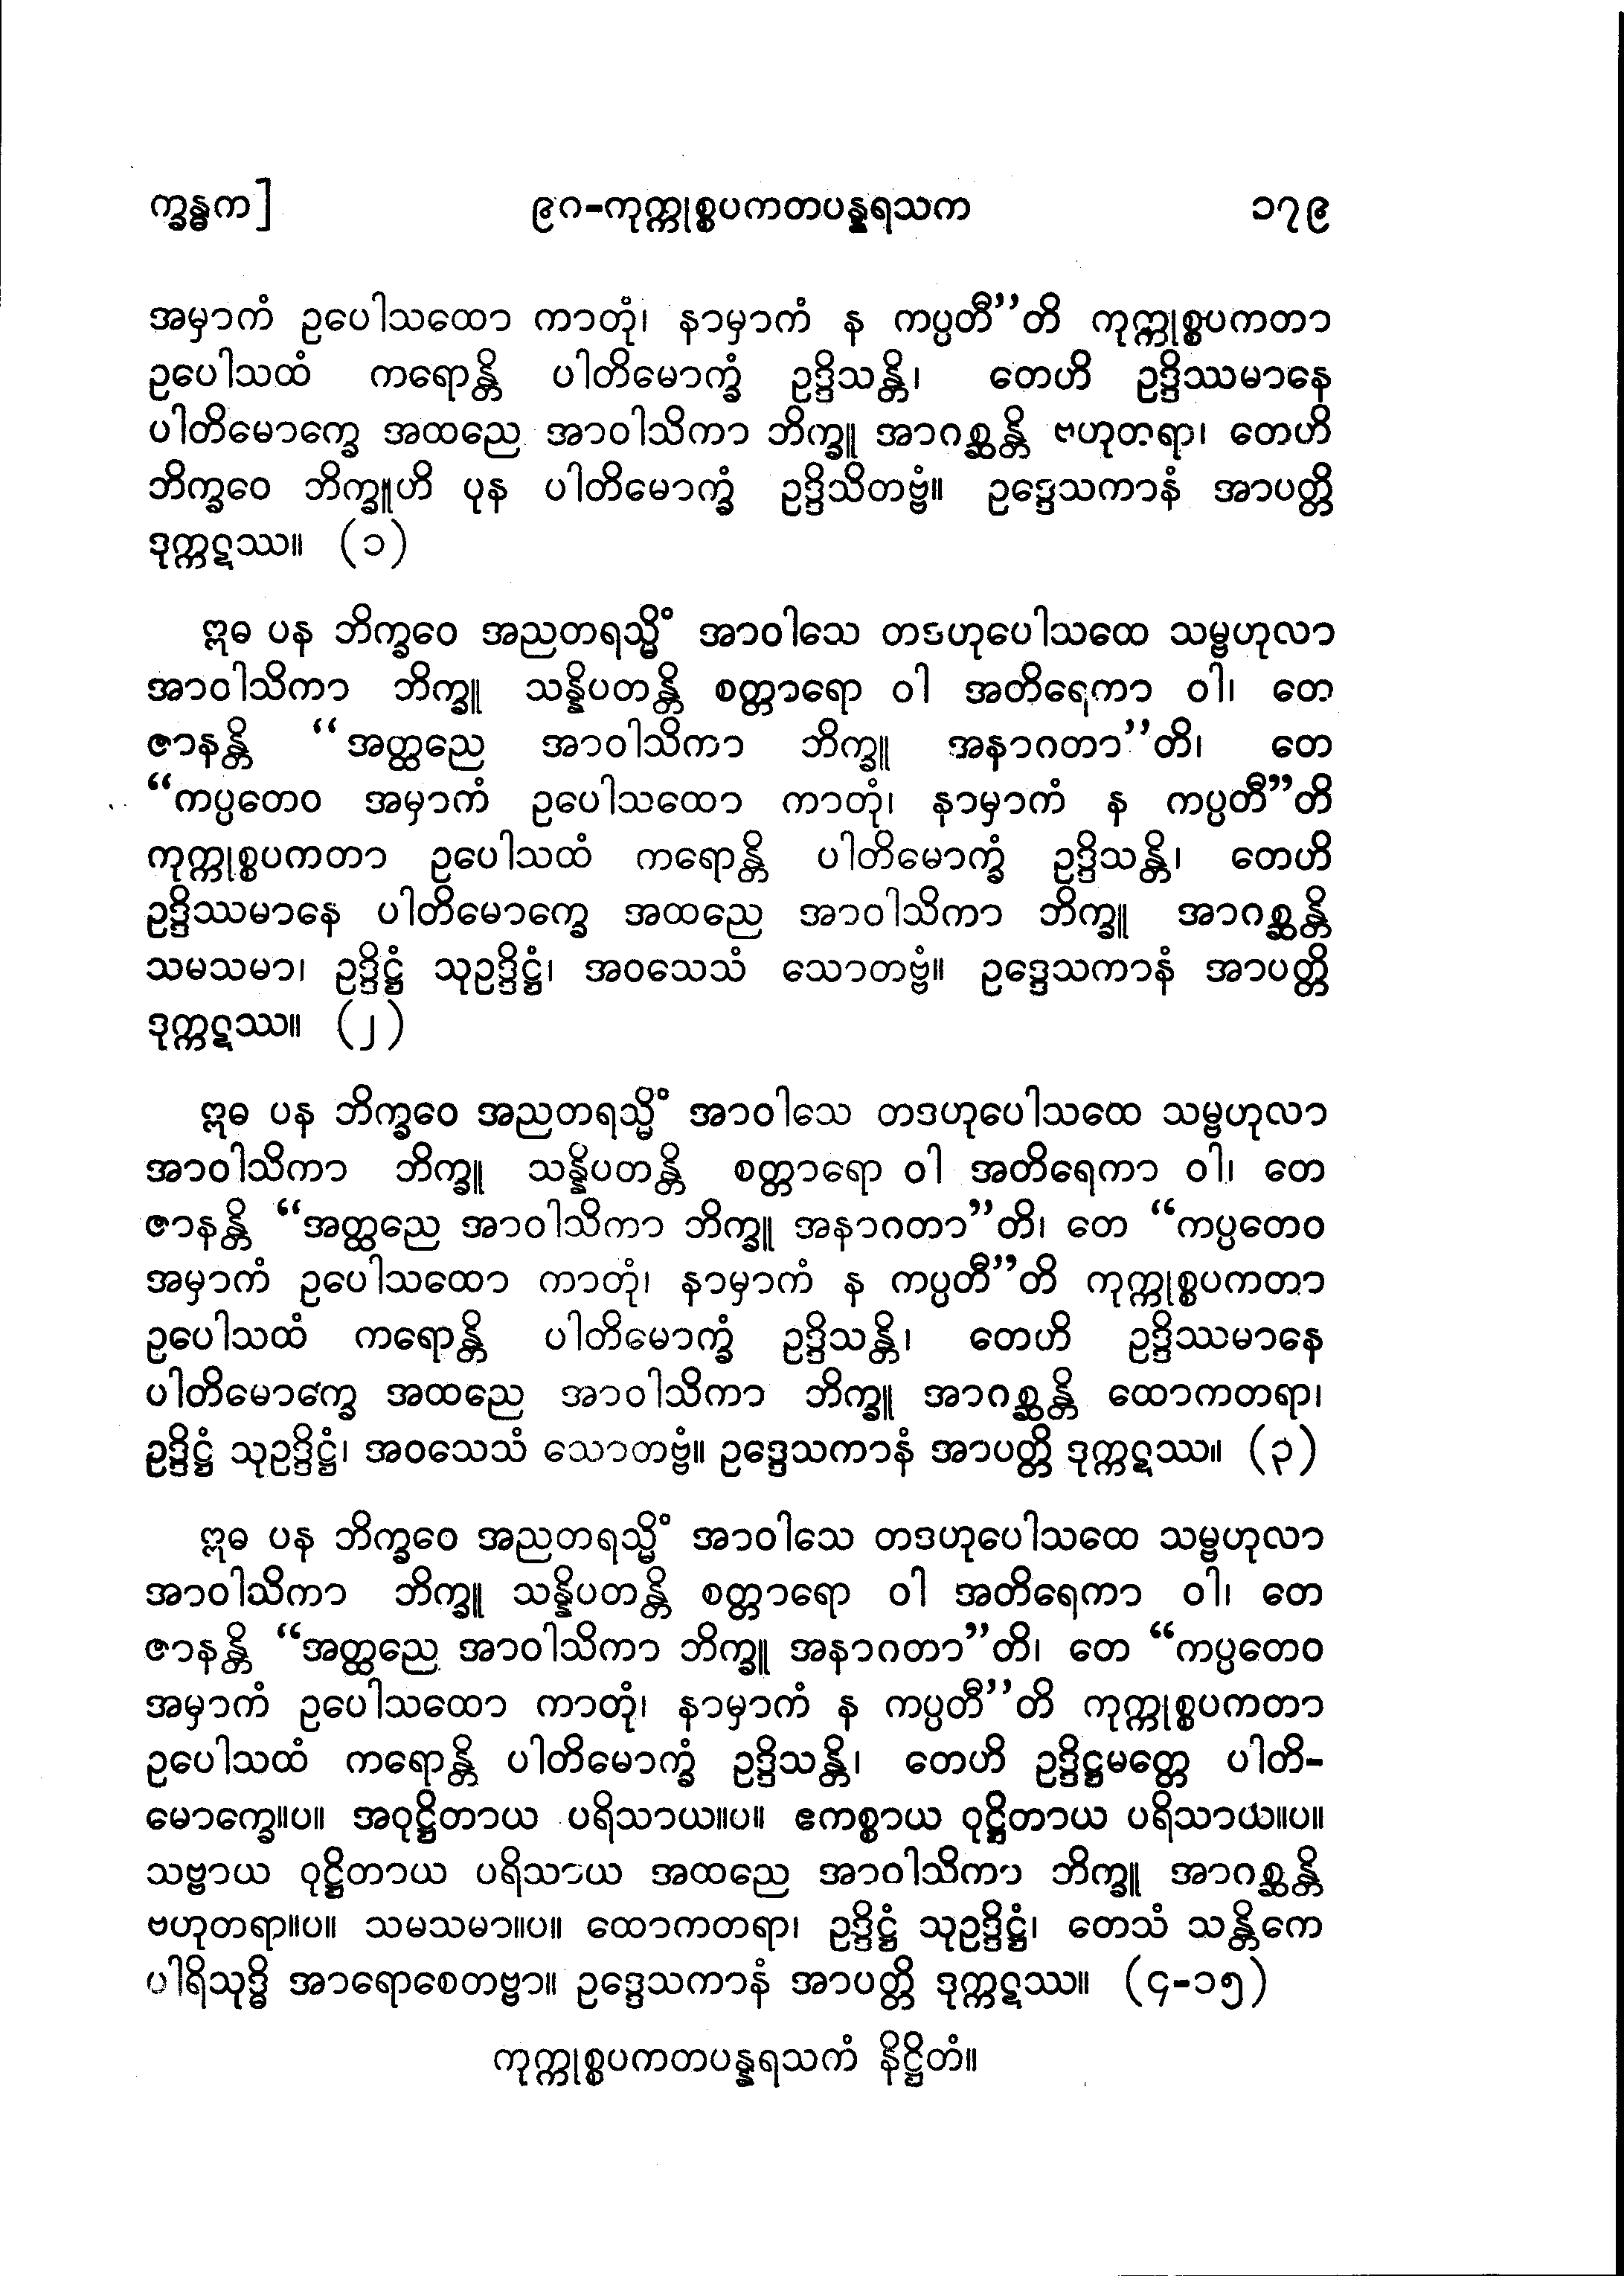 က္ခန္ဓက] ၉၈-ကုက္ကုစ္စပကတပန္နရသက ၁၇၉
အမှာကံ ဥပေါသထော ကာတုံ၊ နာမှာကံ န ကပ္ပတီ”တိ ကုက္ကုစ္စပကတာ
ဥပေါသထံ ကရောန္တိ ပါတိမောက္ခံ ဥဒ္ဒိသန္တိ၊ တေဟိ ဥဒ္ဒိဿမာနေ
ပါတိမောက္ခေ အထညေ အာဝါသိကာ ဘိက္ခူ အာဂစ္ဆန္တိ ဗဟုတရာ၊ တေဟိ
ဘိက္ခဝေ ဘိက္ခူဟိ ပုန ပါတိမောက္ခံ ဥဒ္ဒိသိတဗ္ဗံ။ ဥဒ္ဒေသကာနံ အာပတ္တိ
ဒုက္ကဋဿ။ (၁)
ဣဓ ပန ဘိက္ခဝေ အညတရသ္မိံ အာဝါသေ တဒဟုပေါသထေ သမ္ဗဟုလာ
အာဝါသိကာ ဘိက္ခူ သန္နိပတန္တိ စတ္တာရော ဝါ အတိရေကာ ဝါ၊ တေ
ဇာနန္တိ “အတ္ထညေ အာဝါသိကာ ဘိက္ခူ အနာဂတာ”တိ၊ တေ
“ကပ္ပတေဝ အမှာကံ ဥပေါသထော ကာတုံ၊ နာမှာကံ န ကပ္ပတီ”တိ
ကုက္ကုစ္စပကတာ ဥပေါသထံ ကရောန္တိ ပါတိမောက္ခံ ဥဒ္ဒိသန္တိ၊ တေဟိ
ဥဒ္ဒိဿမာနေ ပါတိမောက္ခေ အထညေ အာဝါသိကာ ဘိက္ခူ အာဂစ္ဆန္တိ
သမသမာ၊ ဥဒ္ဒိဋ္ဌံ သုဥဒ္ဒိဋ္ဌံ၊ အဝသေသံ သောတဗ္ဗံ။ ဥဒ္ဒေသကာနံ အာပတ္တိ
ဒုက္ကဋဿ။ (၂)
ဣဓ ပန ဘိက္ခဝေ အညတရသ္မိံ အာဝါသေ တဒဟုပေါသထေ သမ္ဗဟုလာ
အာဝါသိကာ ဘိက္ခူ သန္နိပတန္တိ စတ္တာရော ဝါ အတိရေကာ ဝါ၊ တေ
ဇာနန္တိ “အတ္ထညေ အာဝါသိကာ ဘိက္ခူ အနာဂတာ”တိ၊ တေ “ကပ္ပတေဝ
အမှာကံ ဥပေါသထော ကာတုံ၊ နာမှာကံ န ကပ္ပတီ”တိ ကုက္ကုစ္စပကတာ
ဥပေါသထံ ကရောန္တိ ပါတိမောက္ခံ ဥဒ္ဒိသန္တိ၊ တေဟိ ဥဒ္ဒိဿမာနေ
ပါတိမောက္ခေ အထညေ အာဝါသိကာ ဘိက္ခူ အာဂစ္ဆန္တိ ထောကတရာ၊
ဥဒ္ဒိဋ္ဌံ သုဥဒ္ဒိဋ္ဌံ၊ အဝသေသံ သောတဗ္ဗံ။ ဥဒ္ဒေသကာနံ အာပတ္တိ ဒုက္ကဋဿ။ (၃)
ဣဓ ပန ဘိက္ခဝေ အညတရသ္မိံ အာဝါသေ တဒဟုပေါသထေ သမ္ဗဟုလာ
အာဝါသိကာ ဘိက္ခူ သန္နိပတန္တိ စတ္တာရော ဝါ အတိရေကာ ဝါ၊ တေ
ဇာနန္တိ “အတ္ထညေ အာဝါသိကာ ဘိက္ခူ အနာဂတာ”တိ၊ တေ “ကပ္ပတေဝ
အမှာကံ ဥပေါသထော ကာတုံ၊ နာမှာကံ န ကပ္ပတီ”တိ ကုက္ကုစ္စပကတာ
ဥပေါသထံ ကရောန္တိ ပါတိမောက္ခံ ဥဒ္ဒိသန္တိ၊ တေဟိ ဥဒ္ဒိဋ္ဌမတ္တေ ပါတိ-
မောက္ခေ။ပ။ အဝုဋ္ဌိတာယ ပရိသာယ။ပ။ ဧကစ္စာယ ဝုဋ္ဌိတာယ ပရိသာယ။ပ။
သဗ္ဗာယ ဝုဋ္ဌိတာယ ပရိသာယ အထညေ အာဝါသိကာ ဘိက္ခူ အာဂစ္ဆန္တိ
ဗဟုတရာ။ပ။ သမသမာ။ပ။ ထောကတရာ၊ ဥဒ္ဒိဋ္ဌံ သုဥဒ္ဒိဋ္ဌံ၊ တေသံ သန္တိကေ
ပါရိသုဒ္ဓိ အာရောစေတဗ္ဗာ။ ဥဒ္ဒေသကာနံ အာပတ္တိ ဒုက္ကဋဿ။ (၄-၁၅)
ကုက္ကုစ္စပကတပန္နရသကံ နိဋ္ဌိတံ။